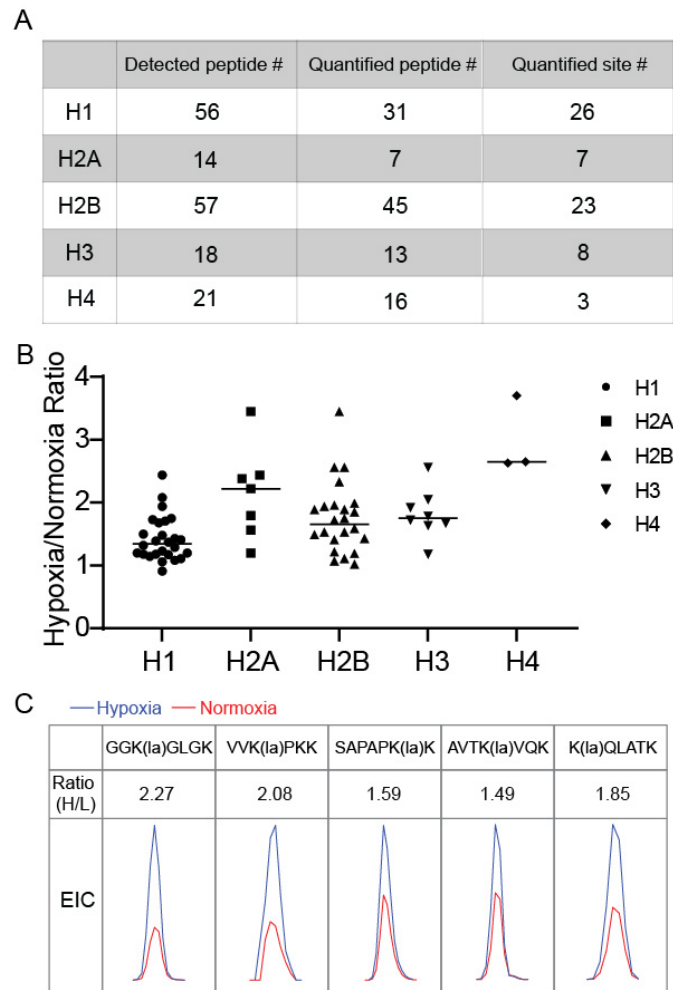 A
Detected peptide # Quantified peptide # Quantified site #
H1 56 31 26
H2A 14 7 7
H2B 57 45 23
H3 18 13 8
H4 21 16 3
B
Hypoxia/Normoxia Ratio
4
3
2
1
0
H1 H2A H2B H3 H4
H1
H2A
H2B
H3
H4
C
Hypoxia Normoxia
GGK(la)GLGK VVK(la)PKK SAPAPK(la)K AVTK(la)VQK K(la)QLATK
Ratio
(H/L) 2.27 2.08 1.59 1.49 1.85
EIC